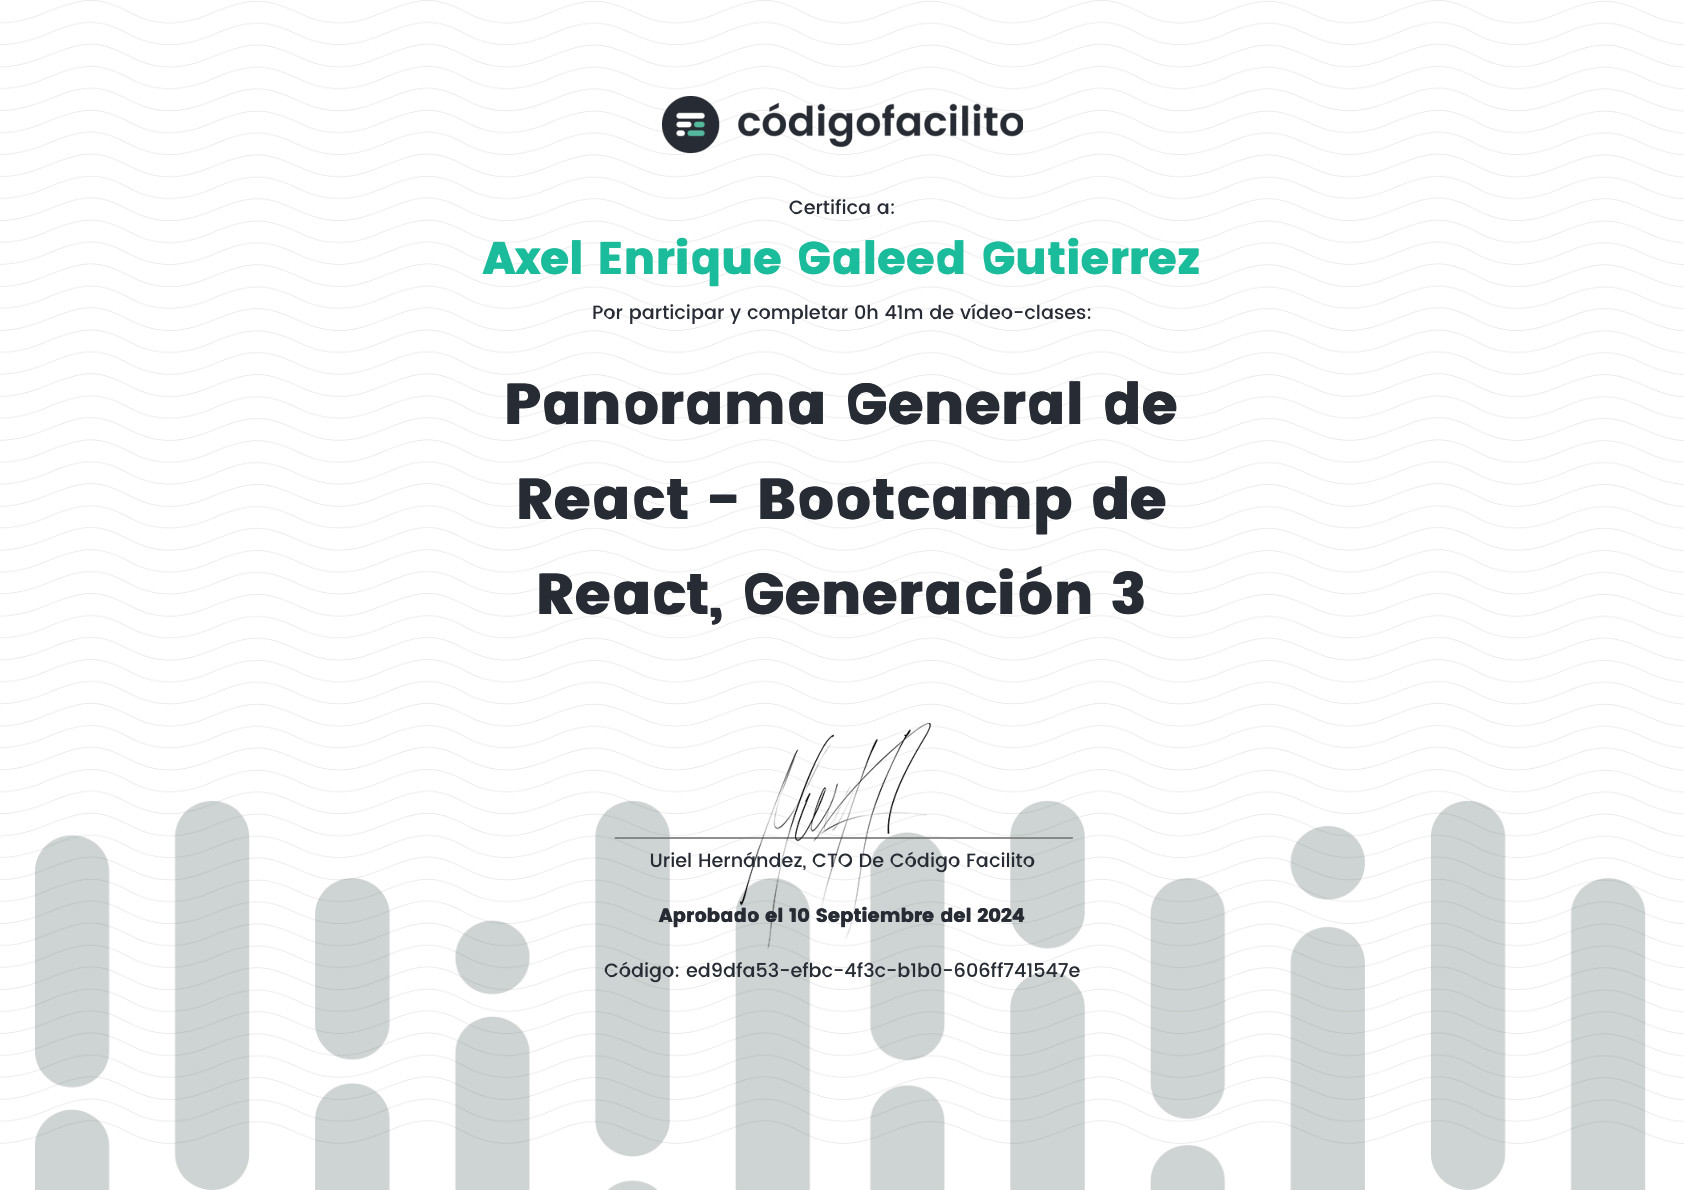 códigofacilito
Certifica a:
Axel Enrique Galeed Gutierrez
Por participar y completar 0h 41m de vídeo-clases:
Panorama General de
React - Bootcamp de
React, Generación 3
Uriel Hernández, CTO De Código Facilito
Aprobado el 10 Septiembre del 2024
Código: ed9dfa53-efbc-4f3c-b1b0-606ff741547e